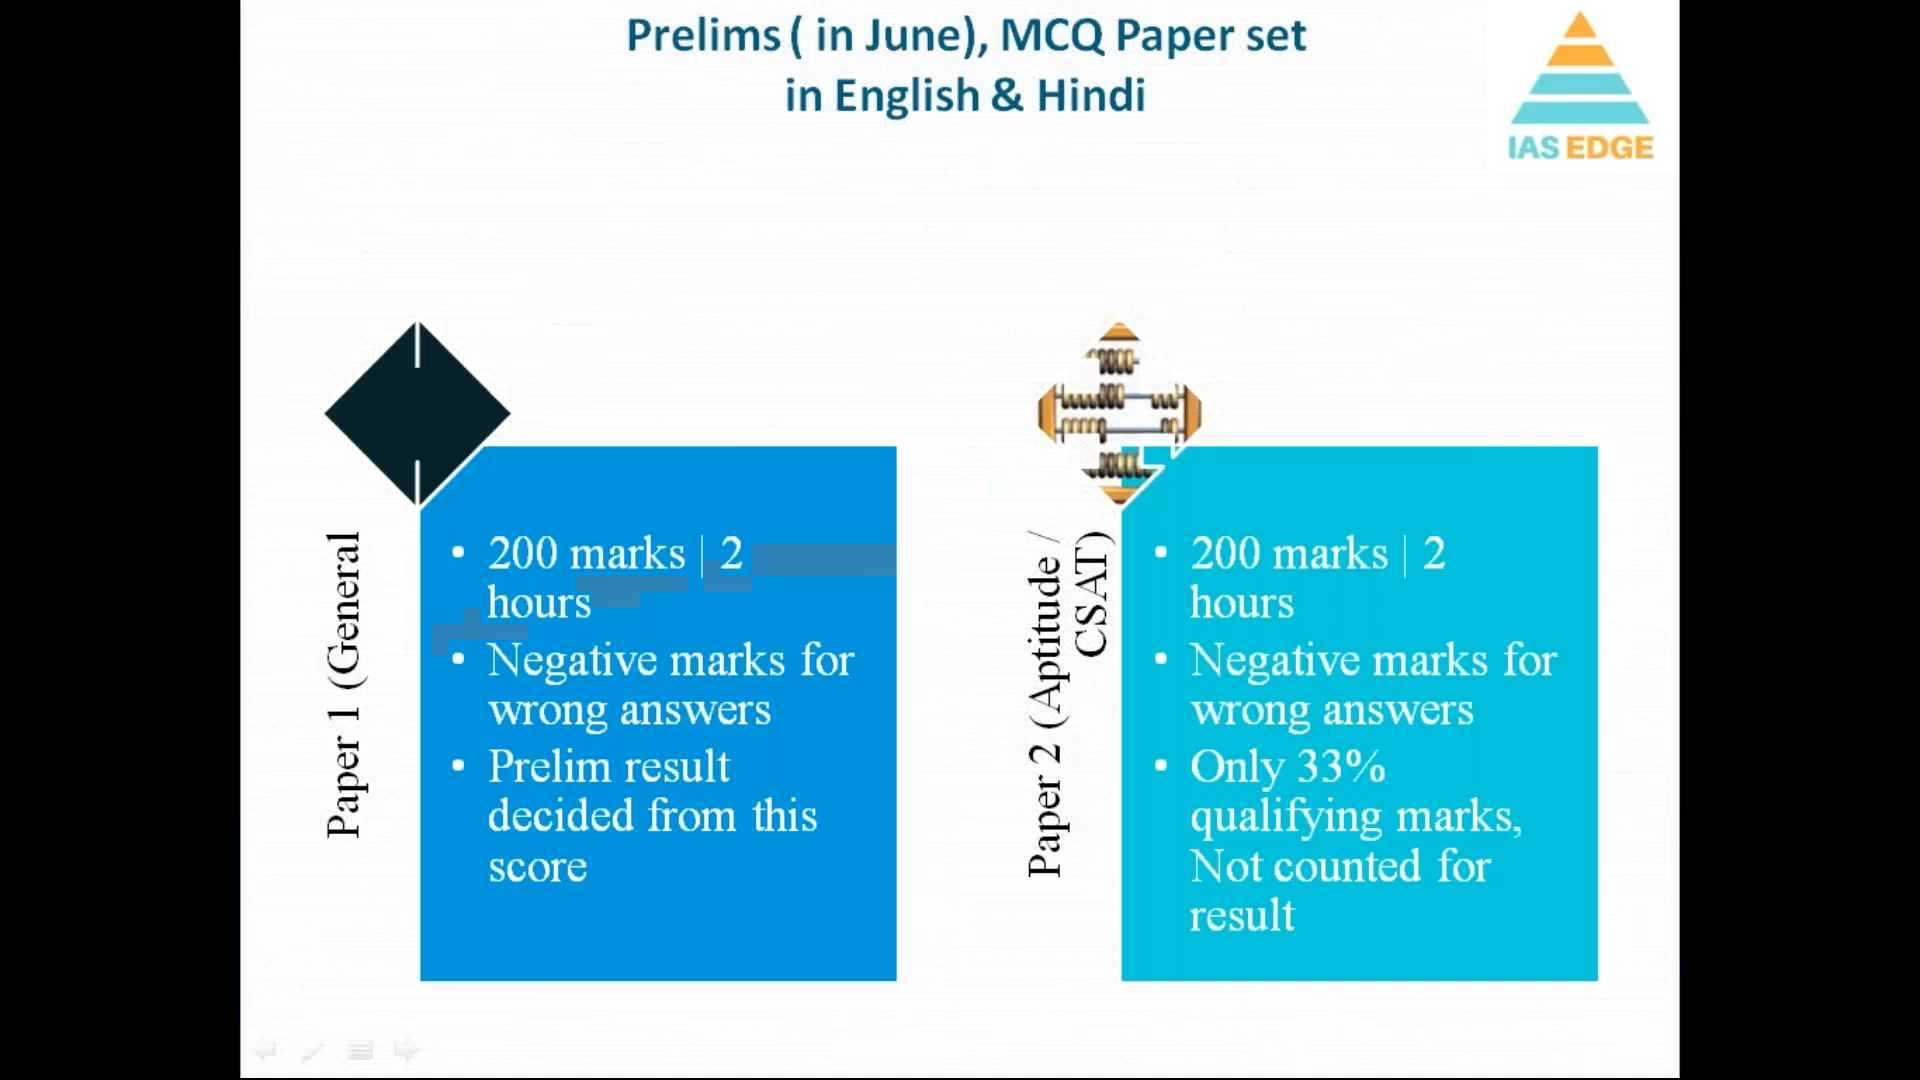 Prelims ( in June), MCQ Paper set
in English & Hindi
IAS EDGE
Paper 1 (General
• 200 marks | 2
hours
• Negative marks for
wrong answers
• Prelim result
decided from this
score
Paper 2 (Aptitude /
CSAT)
• 200 marks | 2
hours
• Negative marks for
wrong answers
• Only 33%
qualifying marks,
Not counted for
result